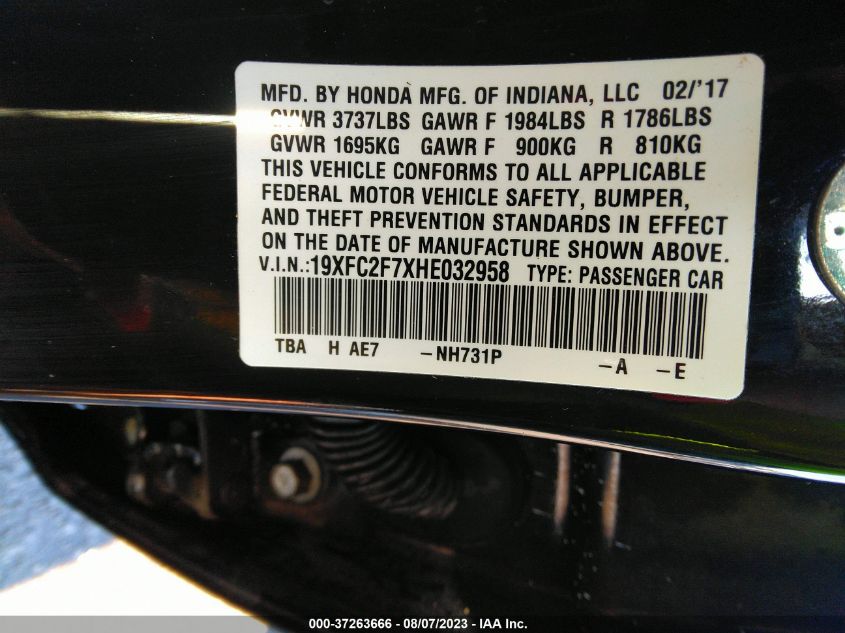 MFD. BY HONDA MFG. OF INDIANA, LLC 02/'17
GVWR 3737LBS GAWR F 1984LBS R 1786LBS
GVWR 1695KG GAWR F 900KG R 810KG
THIS VEHICLE CONFORMS TO ALL APPLICABLE
FEDERAL MOTOR VEHICLE SAFETY, BUMPER,
AND THEFT PREVENTION STANDARDS IN EFFECT
ON THE DATE OF MANUFACTURE SHOWN ABOVE.
V.I.N.:19XFC2F7XHE032958 TYPE: PASSENGER CAR
TBA H AE7 -NH731P -A -E
000-37263666 - 08/07/2023 - IAA Inc.